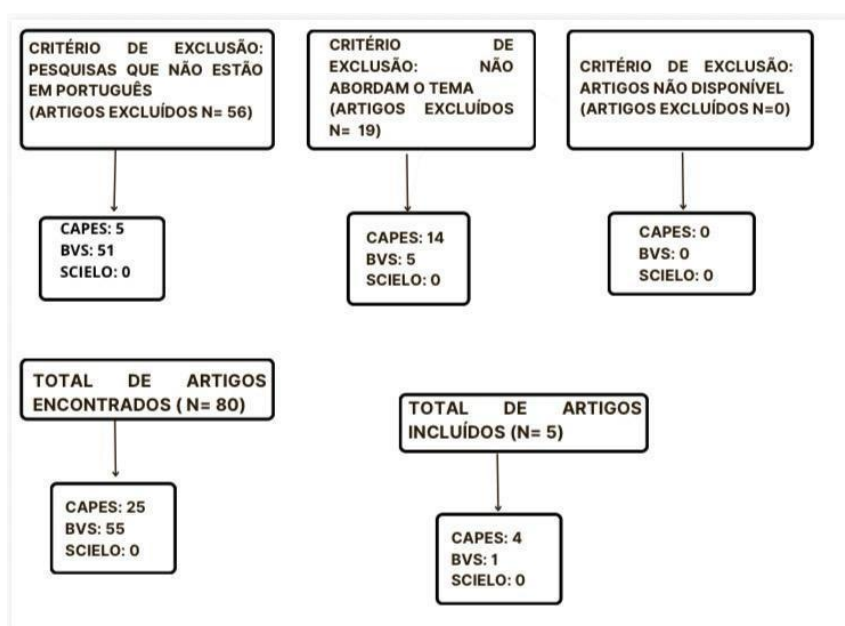 CRITÉRIO DE EXCLUSÃO:
PESQUISAS QUE NÃO ESTÃO
EM PORTUGUÊS
(ARTIGOS EXCLUÍDOS N= 56)
CAPES: 5
BVS: 51
SCIELO: 0
CRITÉRIO DE
EXCLUSÃO: NÃO
ABORDAM O TEMA
(ARTIGOS EXCLUÍDOS
N= 19)
CAPES: 14
BVS: 5
SCIELO: 0
CRITÉRIO DE EXCLUSÃO:
ARTIGOS NÃO DISPONÍVEL
(ARTIGOS EXCLUÍDOS N=0)
CAPES: 0
BVS: 0
SCIELO: 0
TOTAL DE ARTIGOS
ENCONTRADOS ( N= 80)
CAPES: 25
BVS: 55
SCIELO: 0
TOTAL DE ARTIGOS
INCLUÍDOS (N= 5)
CAPES: 4
BVS: 1
SCIELO: 0